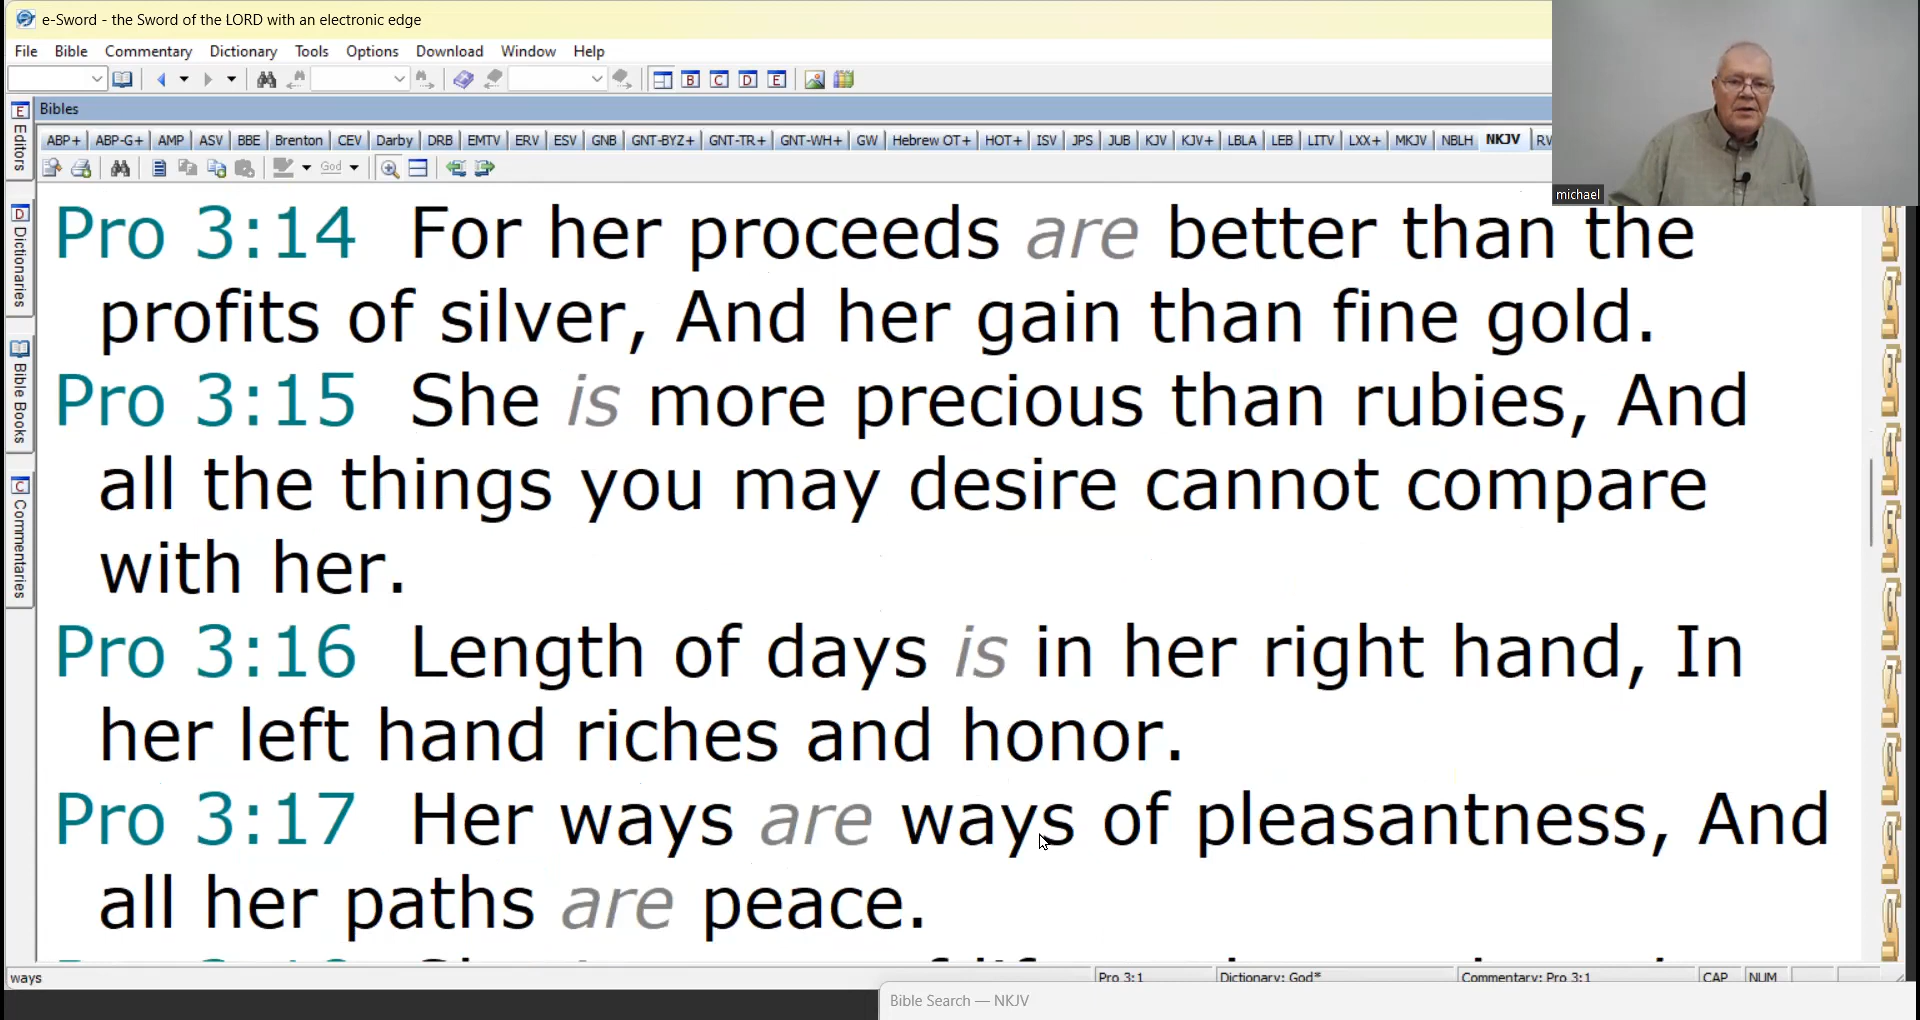 e-Sword - the Sword of the LORD with an electronic edge
File Bible Commentary Dictionary Tools Options Download Window Help
B C D E
Bibles
ABP+ ABP-G+ AMP ASV BBE Brenton CEV Darby DRB EMTV ERV ESV GNB GNT-BYZ+ GNT-TR+ GNT-WH+ GW Hebrew OT+ HOT+ ISV JPS JUB KJV KJV+ LBLA LEB LITV LXX+ MKJV NBLH NKJV RV
God
michael
E Editors
D Dictionaries
Bible Books
C Commentaries
Pro 3:14 For her proceeds are better than the
profits of silver, And her gain than fine gold.
Pro 3:15 She is more precious than rubies, And
all the things you may desire cannot compare
with her.
Pro 3:16 Length of days is in her right hand, In
her left hand riches and honor.
Pro 3:17 Her ways are ways of pleasantness, And
all her paths are peace.
ways Pro 3:1 Dictionary: God* Commentary: Pro 3:1 CAP NUM
Bible Search — NKJV